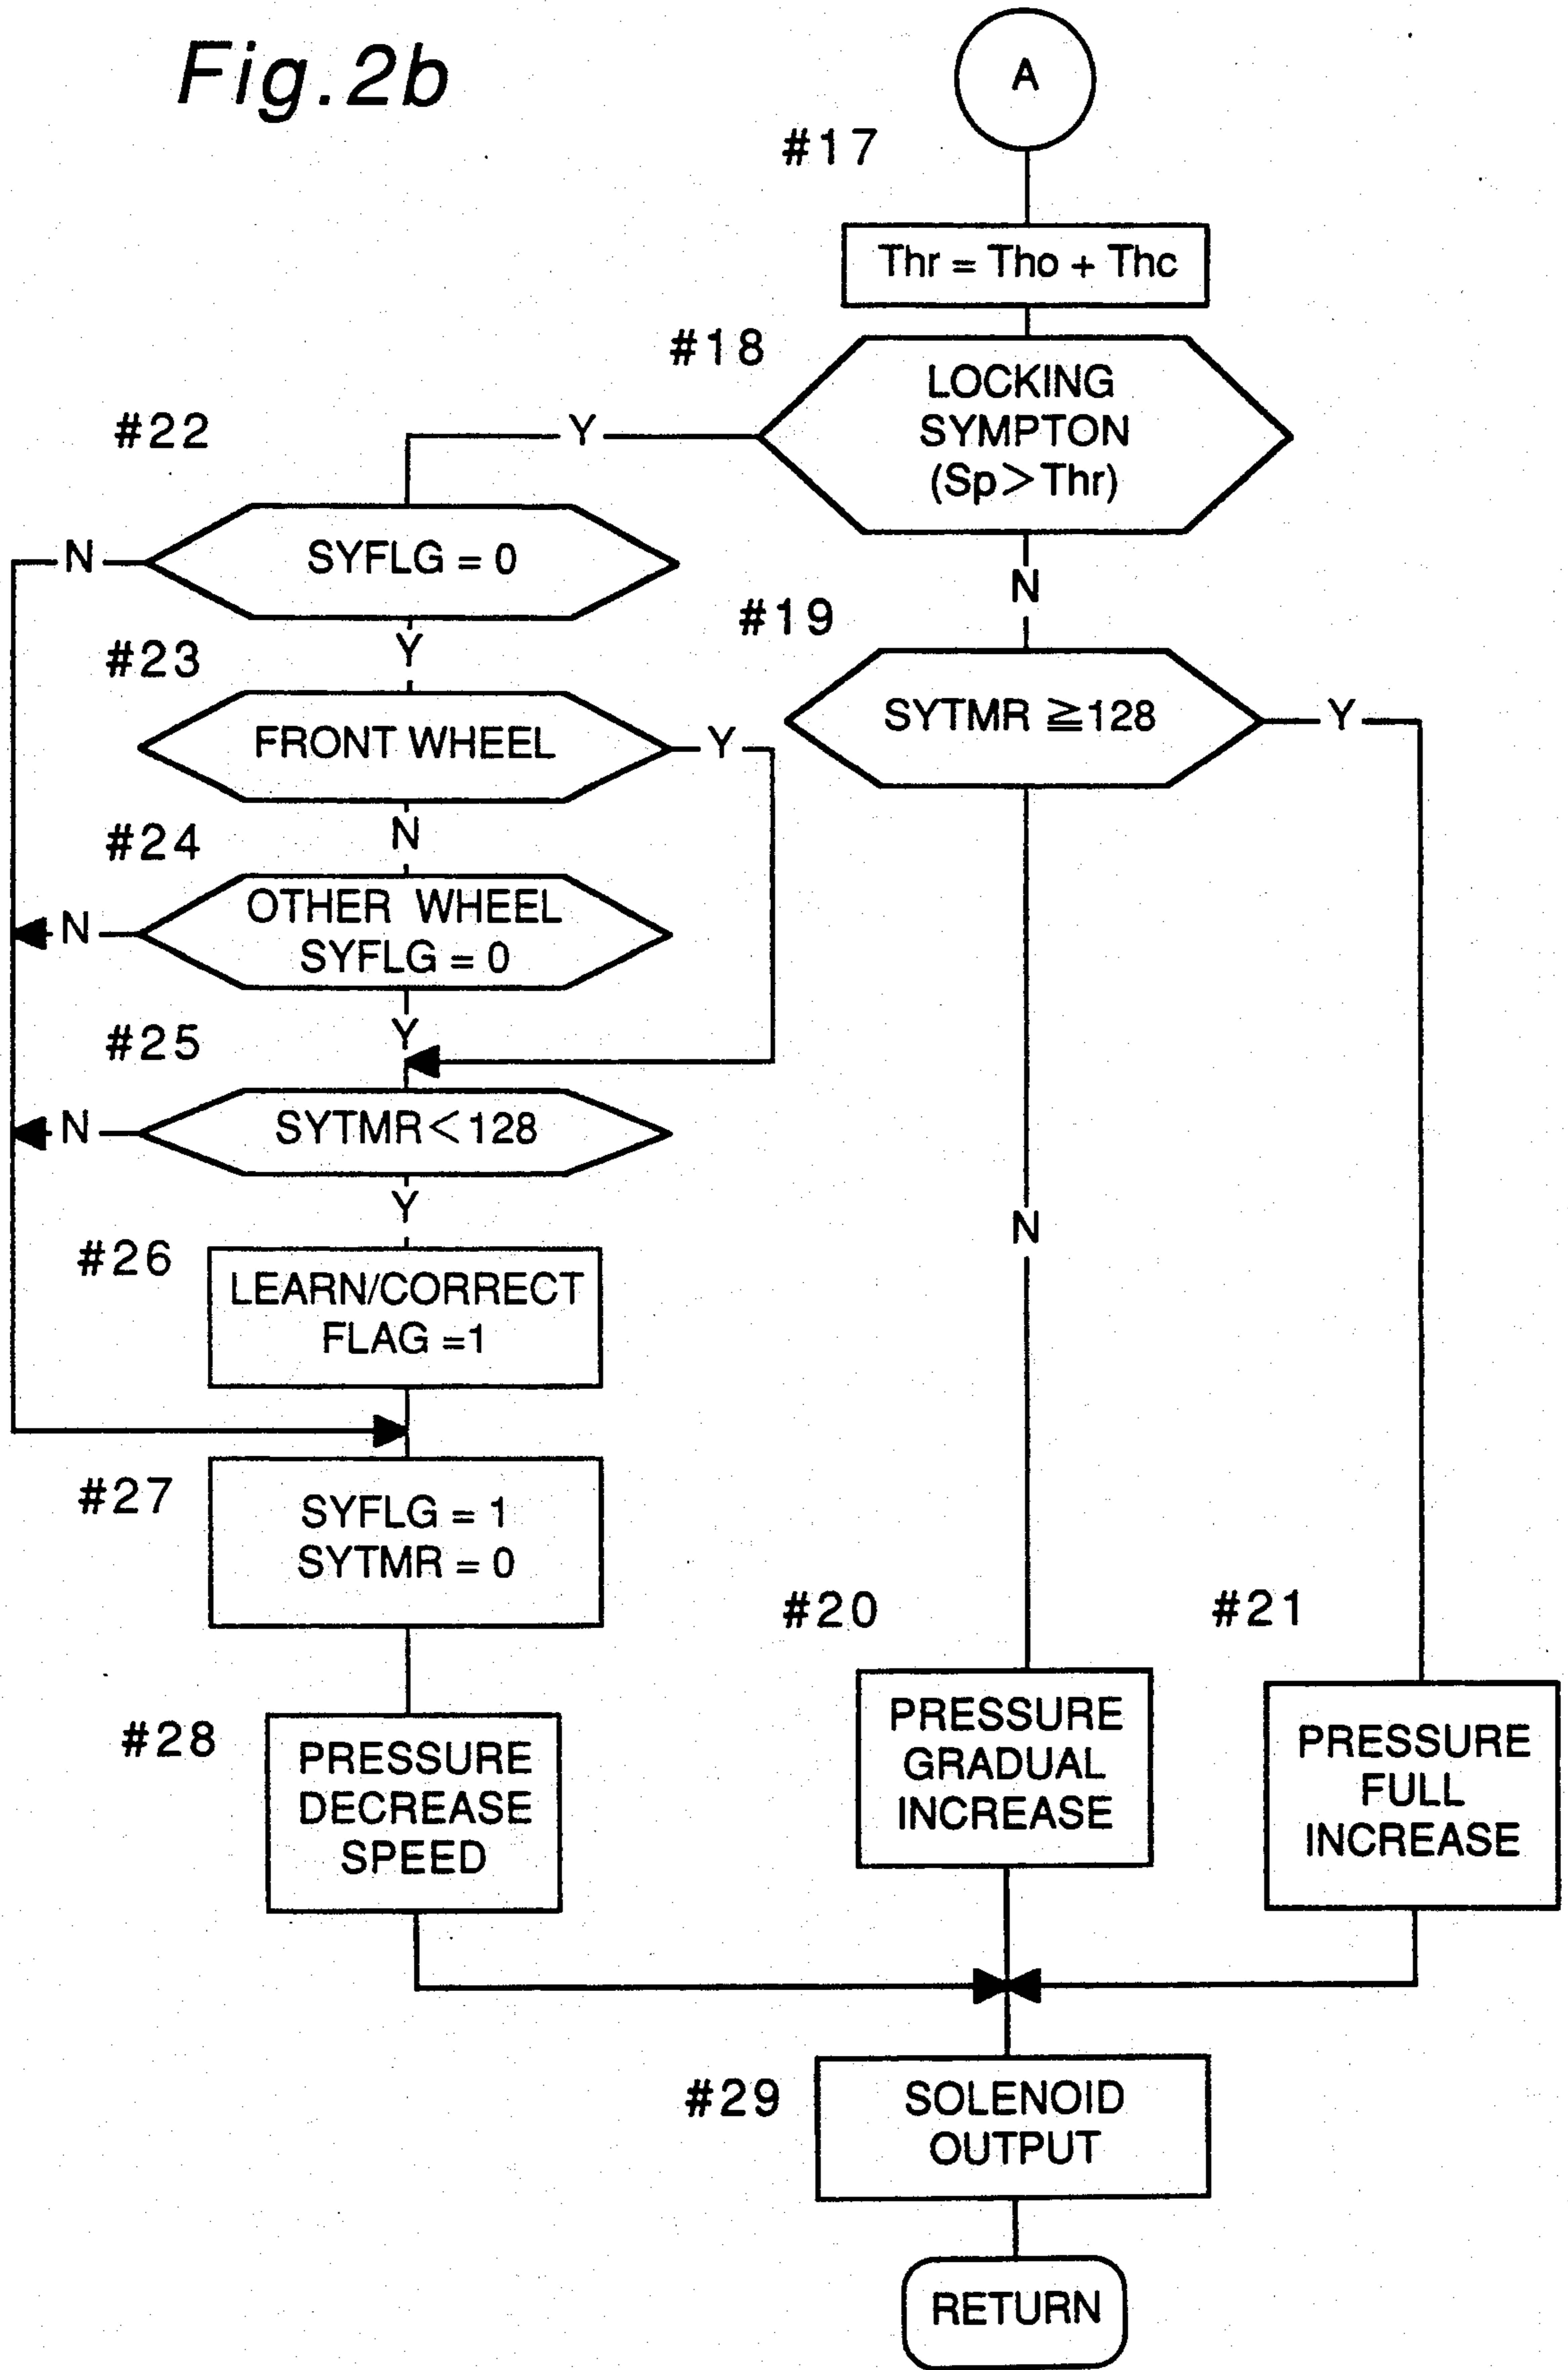 Fig.2b
A
#17
Thr = Tho + Thc
#18
LOCKING
SYMPTON
(Sp>Thr)
Y
N
#22
SYFLG = 0
N
Y
#23
FRONT WHEEL
Y
N
#24
OTHER WHEEL
SYFLG = 0
N
Y
#25
SYTMR<128
N
Y
#26
LEARN/CORRECT
FLAG =1
#27
SYFLG = 1
SYTMR = 0
#28
PRESSURE
DECREASE
SPEED
#19
SYTMR ≧128
Y
N
#20
PRESSURE
GRADUAL
INCREASE
#21
PRESSURE
FULL
INCREASE
#29
SOLENOID
OUTPUT
RETURN